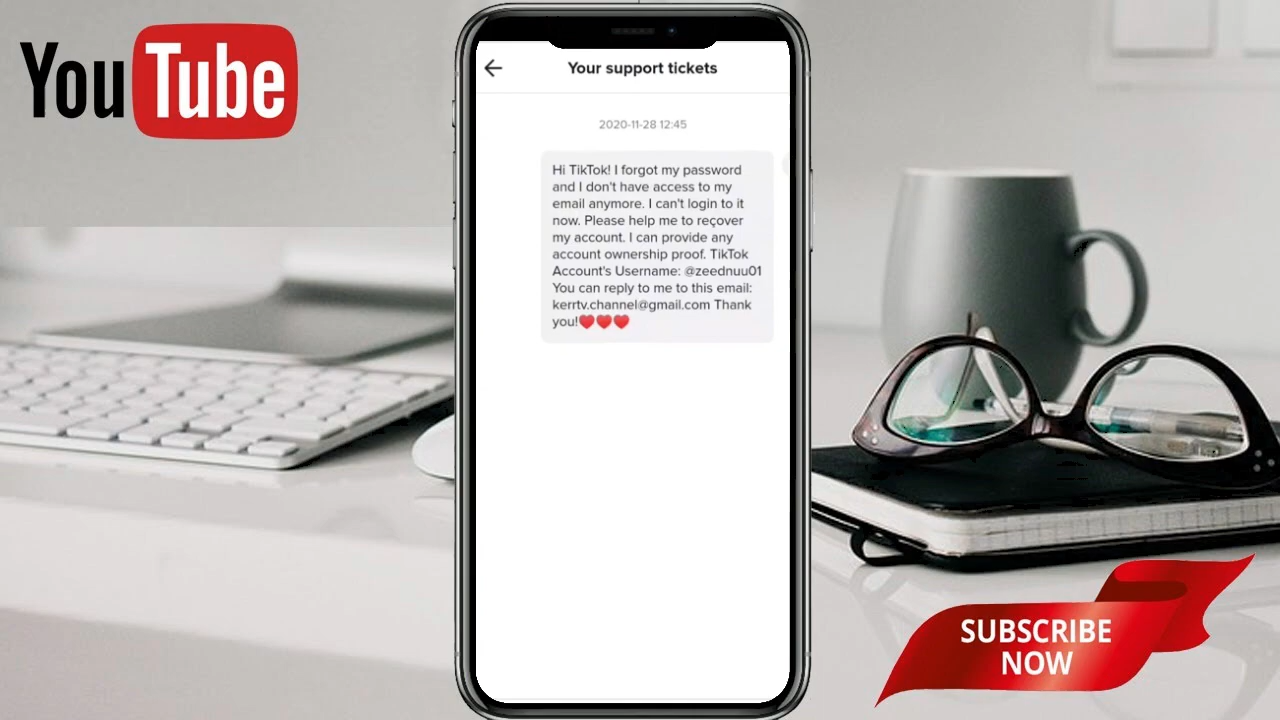 YouTube
Your support tickets
2020-11-28 12:45
Hi TikTok! I forgot my password
and I don't have access to my
email anymore. I can't login to it
now. Please help me to reçover
my account. I can provide any
account ownership proof. TikTok
Account's Username: @zeednuu01
You can reply to me to this email:
kerrtv.channel@gmail.com Thank
you!❤️❤️❤️
SUBSCRIBE
NOW